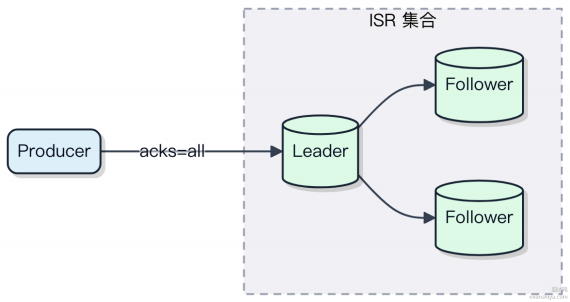 ISR 集合
Follower
Producer
acks=all
Leader
Follower